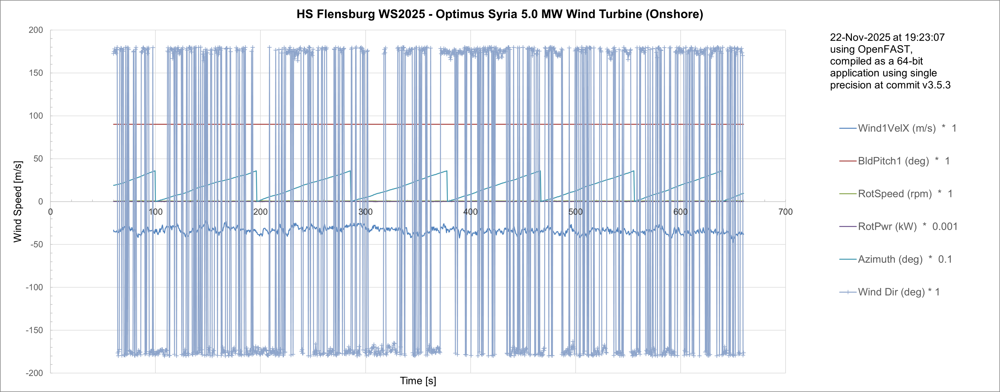 HS Flensburg WS2025 - Optimus Syria 5.0 MW Wind Turbine (Onshore)
22-Nov-2025 at 19:23:07
using OpenFAST,
compiled as a 64-bit
application using single
precision at commit v3.5.3
Wind Speed [m/s]
200
150
100
50
0
-50
-100
-150
-200
0 100 200 300 400 500 600 700
Time [s]
Wind1VelX (m/s) * 1
BldPitch1 (deg) * 1
RotSpeed (rpm) * 1
RotPwr (kW) * 0.001
Azimuth (deg) * 0.1
Wind Dir (deg) * 1